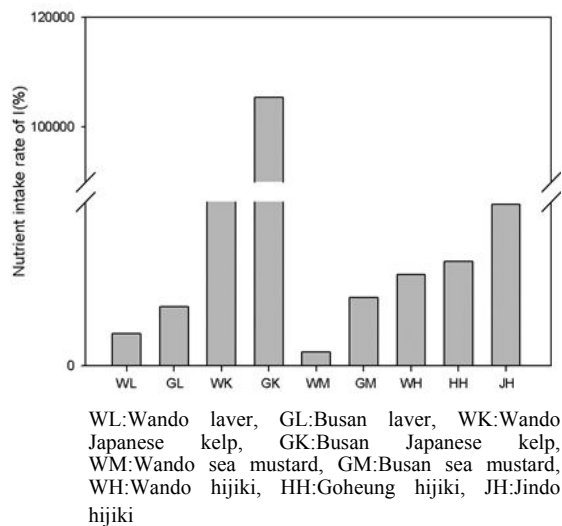 120000
100000
0
Nutrient intake rate of I(%)
WL GL WK GK WM GM WH HH JH
WL:Wando laver, GL:Busan laver, WK:Wando
Japanese kelp, GK:Busan Japanese kelp,
WM:Wando sea mustard, GM:Busan sea mustard,
WH:Wando hijiki, HH:Goheung hijiki, JH:Jindo
hijiki